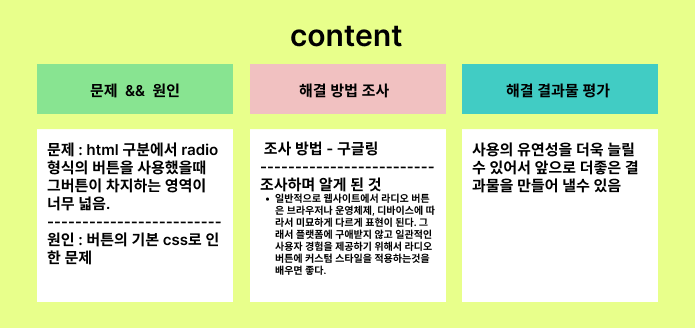 content
문제 && 원인
문제 : html 구분에서 radio
형식의 버튼을 사용했을때
그버튼이 차지하는 영역이
너무 넓음.
--------------------------
원인 : 버튼의 기본 css로 인
한 문제
해결 방법 조사
조사 방법 - 구글링
--------------------------
조사하며 알게 된 것
• 일반적으로 웹사이트에서 라디오 버튼
은 브라우저나 운영체제, 디바이스에 따
라서 미묘하게 다르게 표현이 된다. 그
래서 플랫폼에 구애받지 않고 일관적인
사용자 경험을 제공하기 위해서 라디오
버튼에 커스텀 스타일을 적용하는것을
배우면 좋다.
해결 결과물 평가
사용의 유연성을 더욱 늘릴
수 있어서 앞으로 더좋은 결
과물을 만들어 낼수 있음